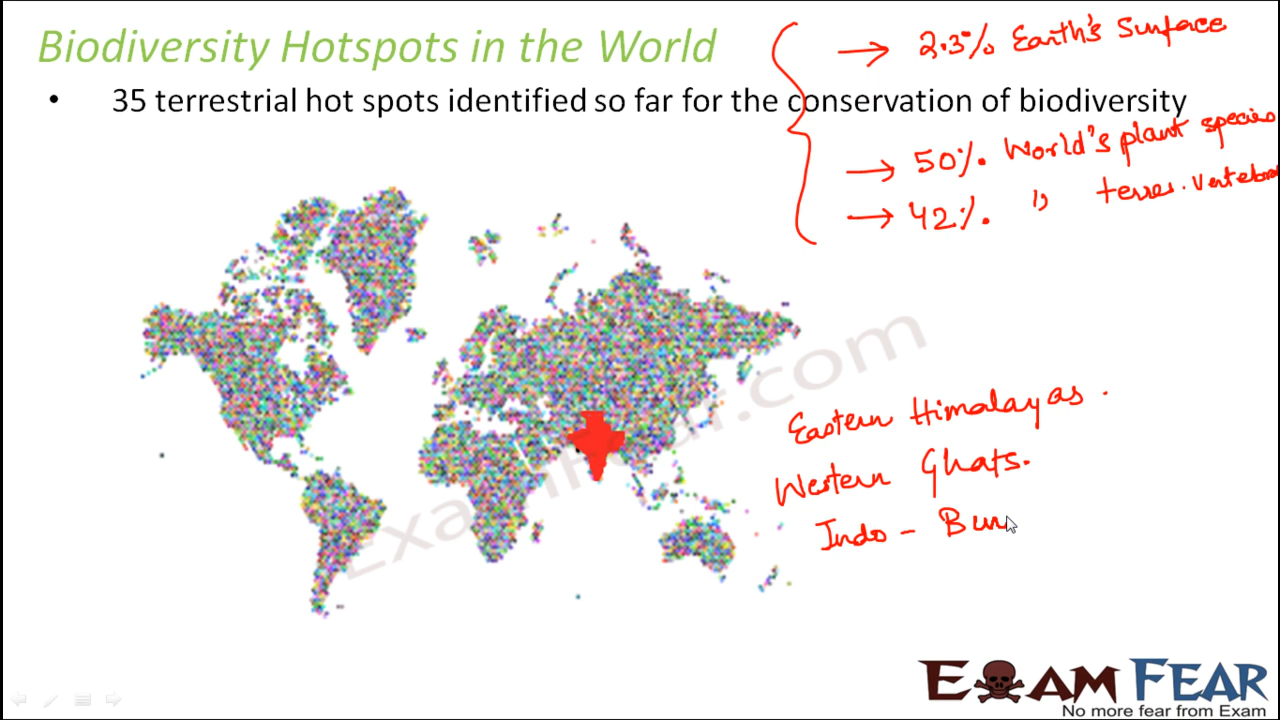 Biodiversity Hotspots in the World
→ 2.3% Earth's Surface
• 35 terrestrial hot spots identified so far for the conservation of biodiversity
→ 50%. World's plant species
→ 42%. " terres. vertebra
ExamFear.com
Eastern Himalayas.
Western Ghats.
Indo - Bur
EXAM FEAR
No more fear from Exam